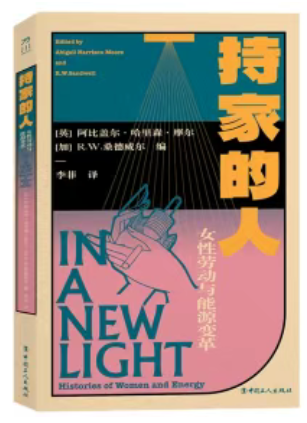 Edited by
Abigail Harrison Moore
and
R.W. Sandwell
持家的人
[英] 阿比盖尔·哈里森·摩尔
[加] R.W.桑德威尔 编
李菲 译
女性劳动与能源变革
IN
A
NEW
LIGHT
Histories of Women and Energy
中国工人出版社
持家的人
女性劳动与能源变革